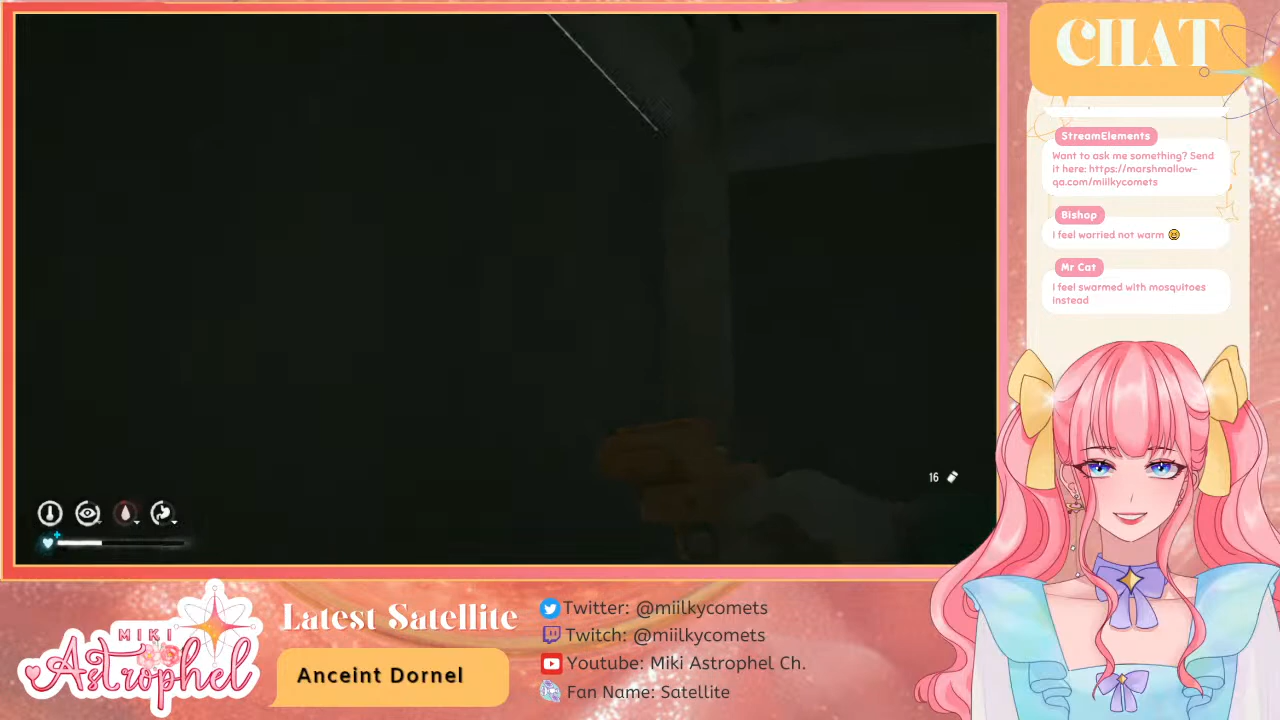 CHAT
StreamElements
Want to ask me something? Send
it here: https://marshmallow-
qa.com/miilkycomets
Bishop
I feel worried not warm
Mr Cat
I feel swarmed with mosquitoes
instead
16
MIKI
Astrophel
Latest Satellite
Anceint Dornel
Twitter: @miilkycomets
Twitch: @miilkycomets
Youtube: Miki Astrophel Ch.
Fan Name: Satellite